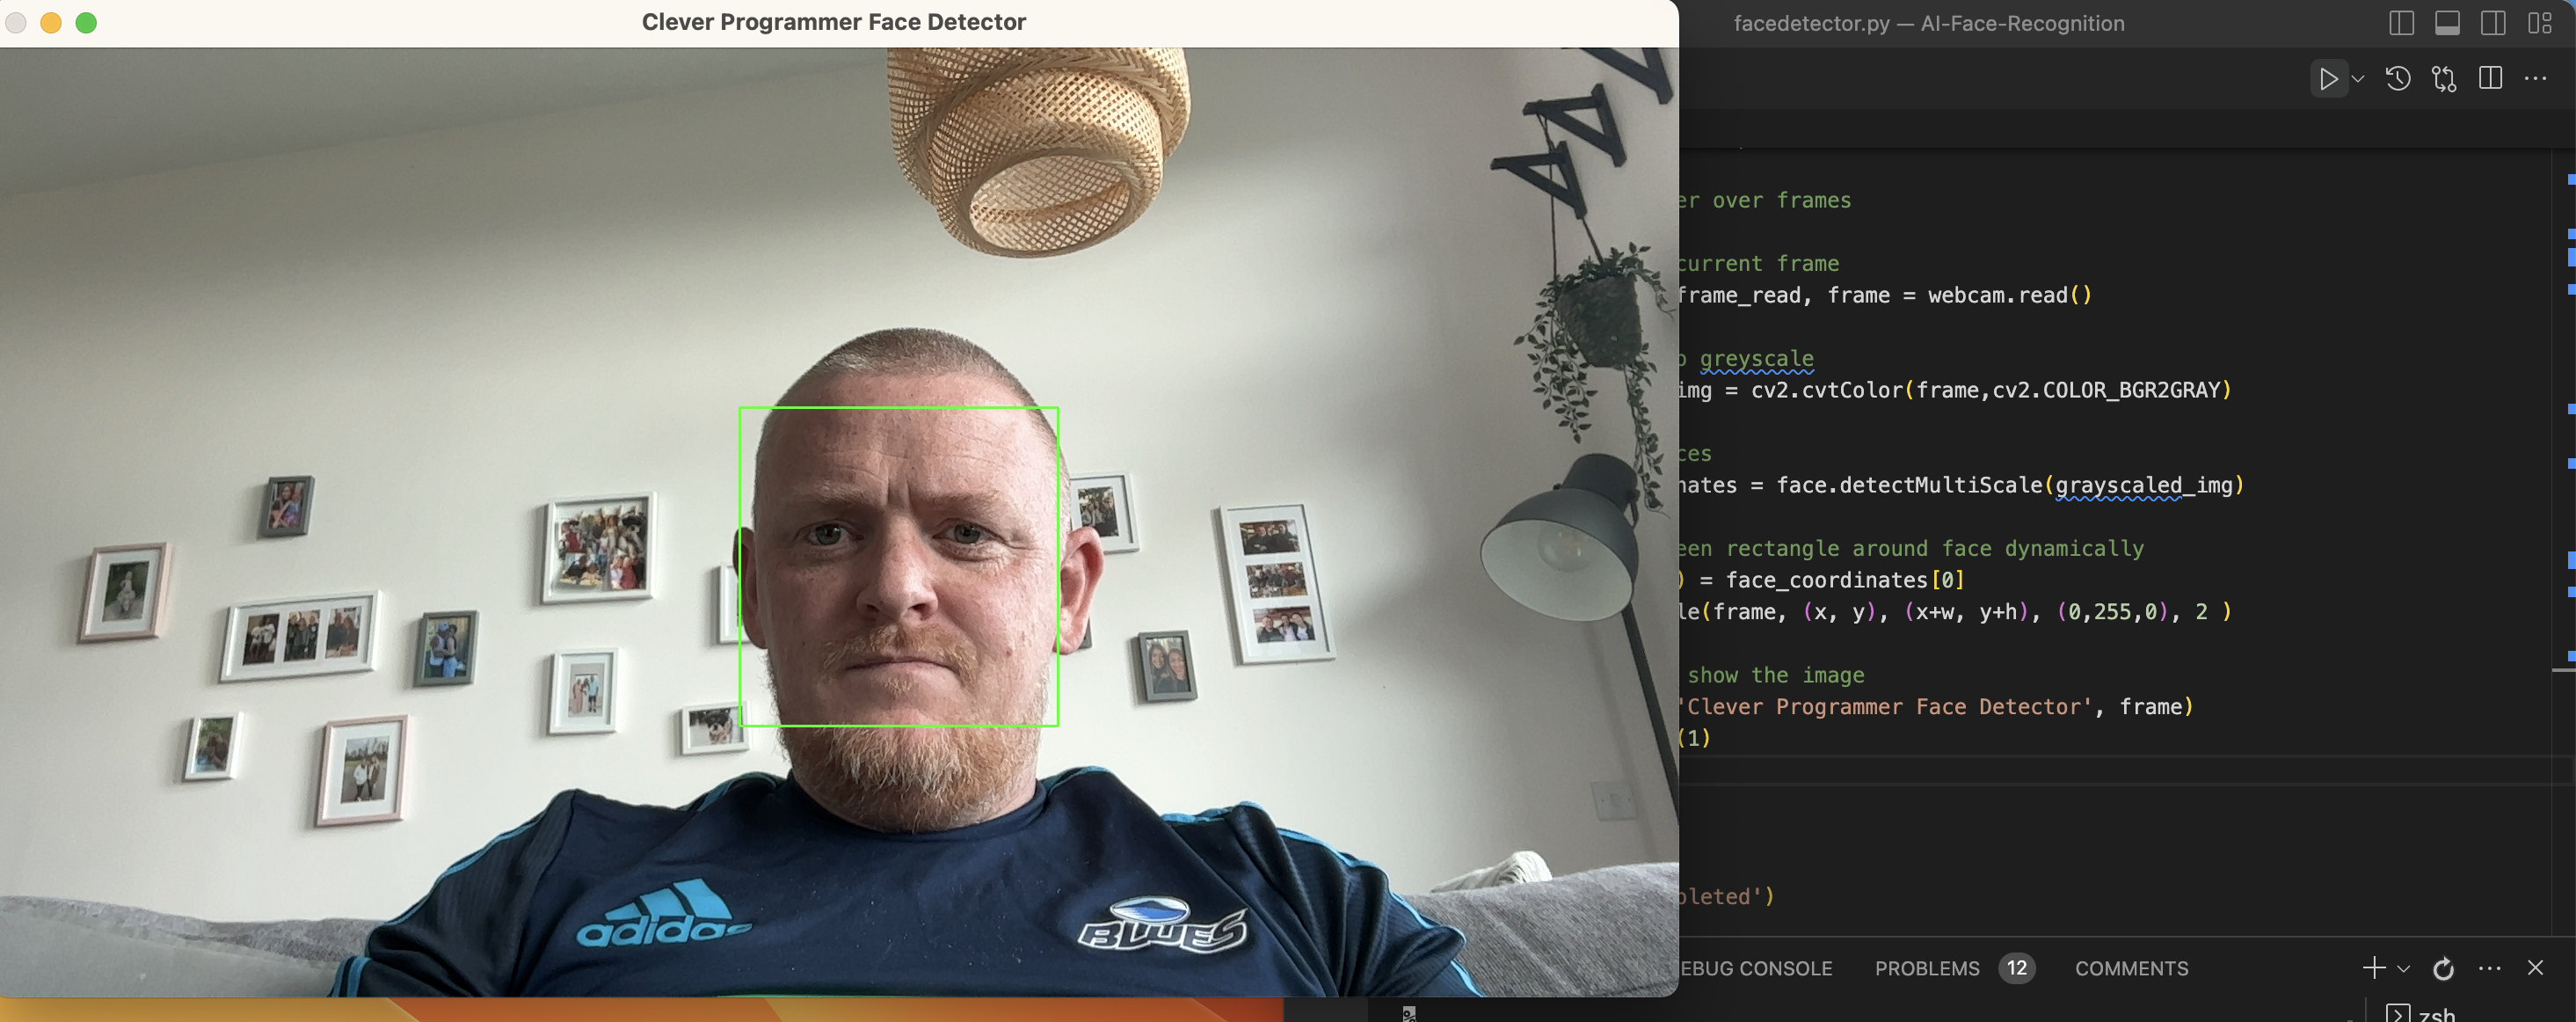 Clever Programmer Face Detector
facedetector.py — AI-Face-Recognition
er over frames
current frame
frame_read, frame = webcam.read()
greyscale
img = cv2.cvtColor(frame,cv2.COLOR_BGR2GRAY)
ces
nates = face.detectMultiScale(grayscaled_img)
een rectangle around face dynamically
) = face_coordinates[0]
le(frame, (x, y), (x+w, y+h), (0,255,0), 2 )
show the image
'Clever Programmer Face Detector', frame)
(1)
pleted')
adidas
BLUES
EBUG CONSOLE PROBLEMS 12 COMMENTS
zsh